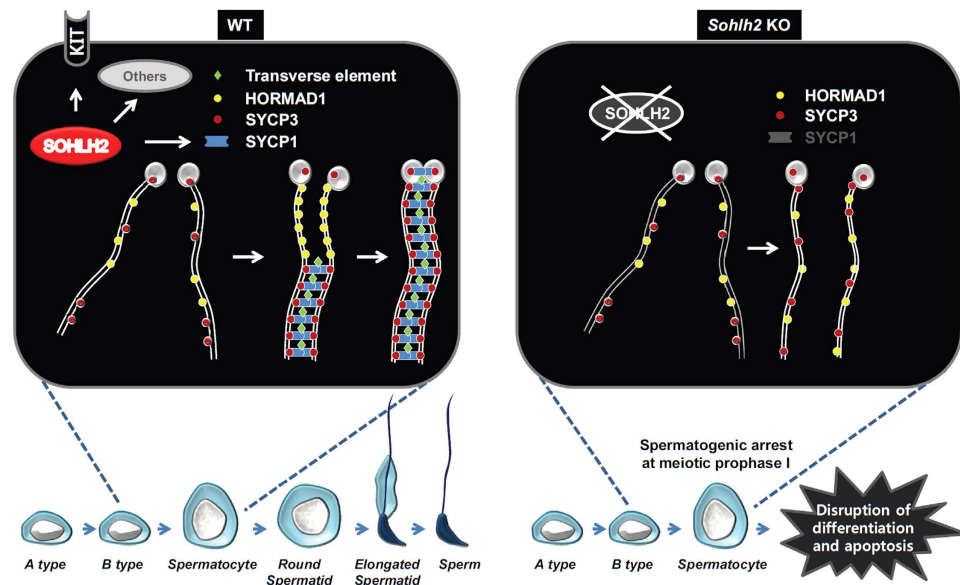 WT
KIT
Others
SOHLH2
Transverse element
HORMAD1
SYCP3
SYCP1
A type
B type
Spermatocyte
Round
Spermatid
Elongated
Spermatid
Sperm
Sohlh2 KO
SOHLH2
HORMAD1
SYCP3
SYCP1
Spermatogenic arrest
at meiotic prophase I
A type
B type
Spermatocyte
Disruption of
differentiation
and apoptosis